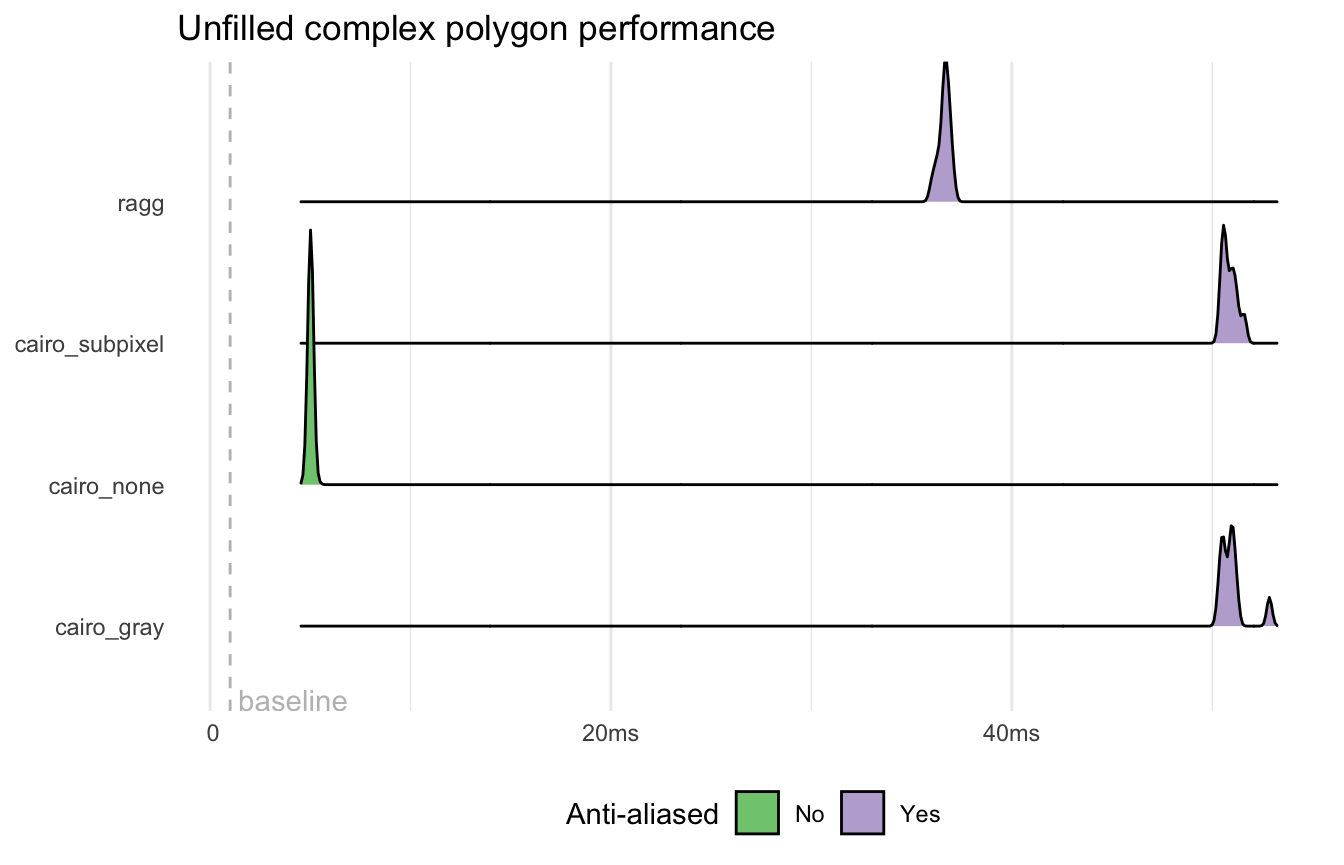 Unfilled complex polygon performance
ragg
cairo_subpixel
cairo_none
cairo_gray
baseline
0 20ms 40ms
Anti-aliased No Yes